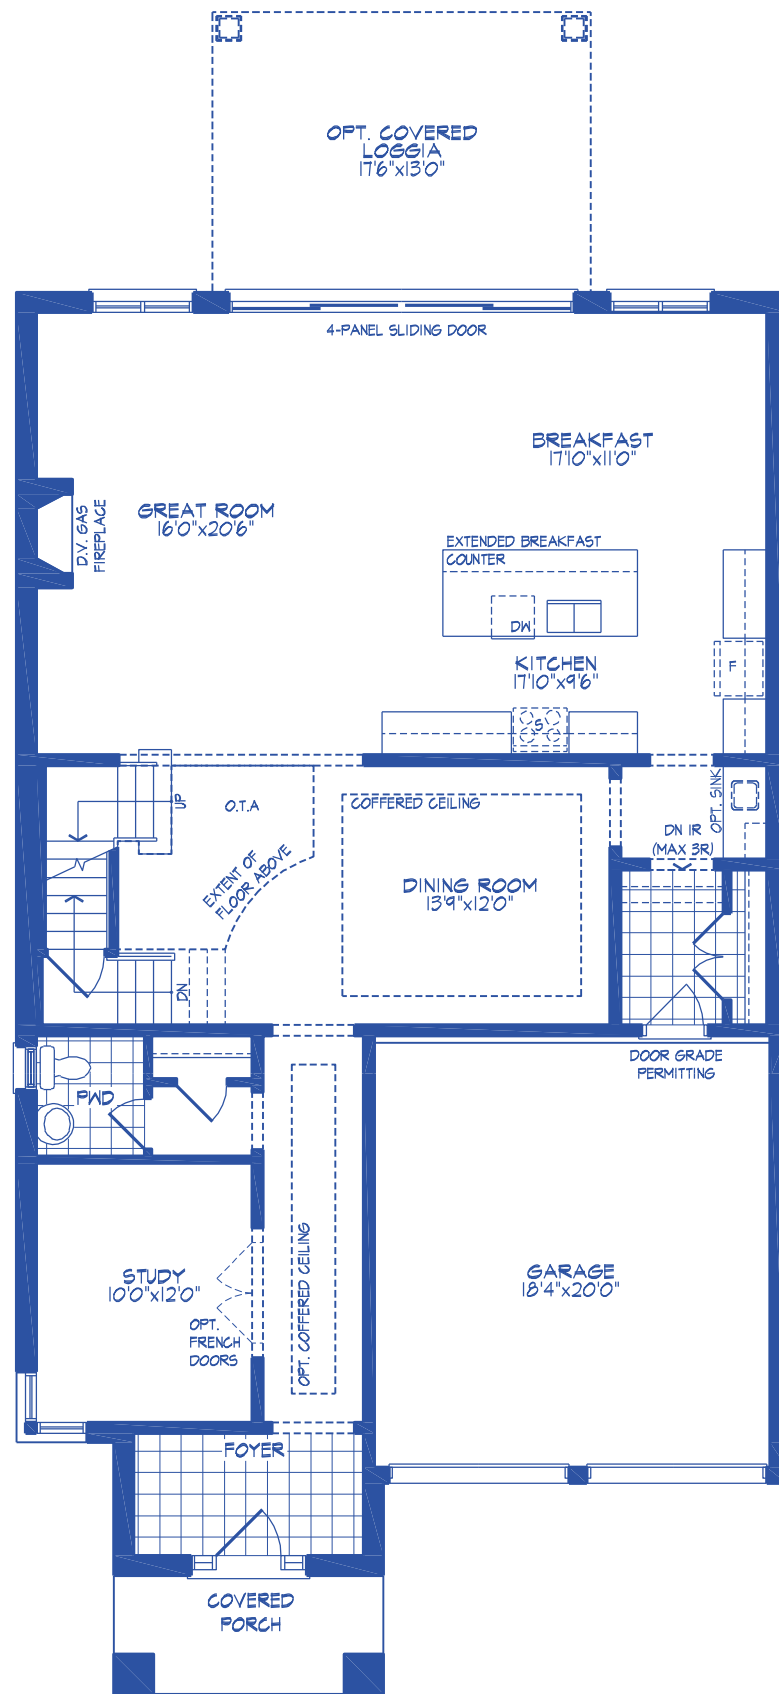 OPT. COVERED
LOGGIA
17'6"x13'0"
4-PANEL SLIDING DOOR
BREAKFAST
17'10"x11'0"
GREAT ROOM
16'0"x20'6"
D.V. GAS
FIREPLACE
EXTENDED BREAKFAST
COUNTER
DW
KITCHEN
17'10"x9'6"
F
S
UP
O.T.A
COFFERED CEILING
OPT. SINK
DN 1R
(MAX 3R)
EXTENT OF
FLOOR ABOVE
DINING ROOM
13'9"x12'0"
DN
DOOR GRADE
PERMITTING
PWD
STUDY
10'0"x12'0"
OPT.
FRENCH
DOORS
OPT. COFFERED CEILING
GARAGE
18'4"x20'0"
FOYER
COVERED
PORCH